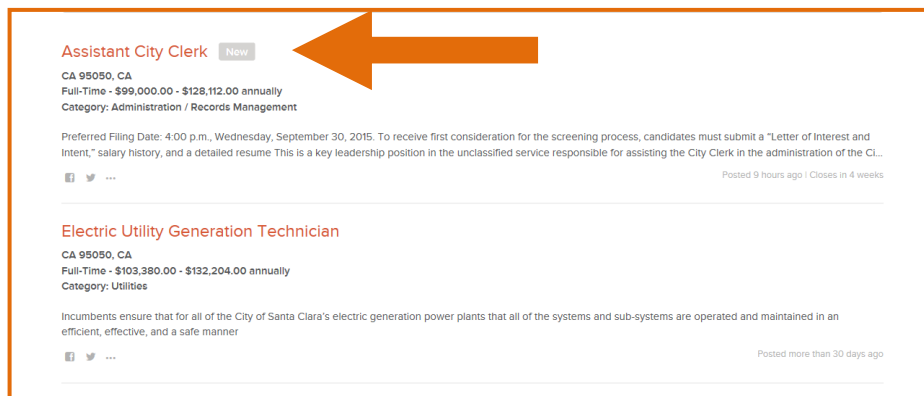 Assistant City Clerk New
CA 95050, CA
Full-Time - $99,000.00 - $128,112.00 annually
Category: Administration / Records Management
Preferred Filing Date: 4:00 p.m., Wednesday, September 30, 2015. To receive first consideration for the screening process, candidates must submit a "Letter of Interest and
Intent," salary history, and a detailed resume This is a key leadership position in the unclassified service responsible for assisting the City Clerk in the administration of the Ci...
Posted 9 hours ago | Closes in 4 weeks
Electric Utility Generation Technician
CA 95050, CA
Full-Time - $103,380.00 - $132,204.00 annually
Category: Utilities
Incumbents ensure that for all of the City of Santa Clara's electric generation power plants that all of the systems and sub-systems are operated and maintained in an
efficient, effective, and a safe manner
Posted more than 30 days ago